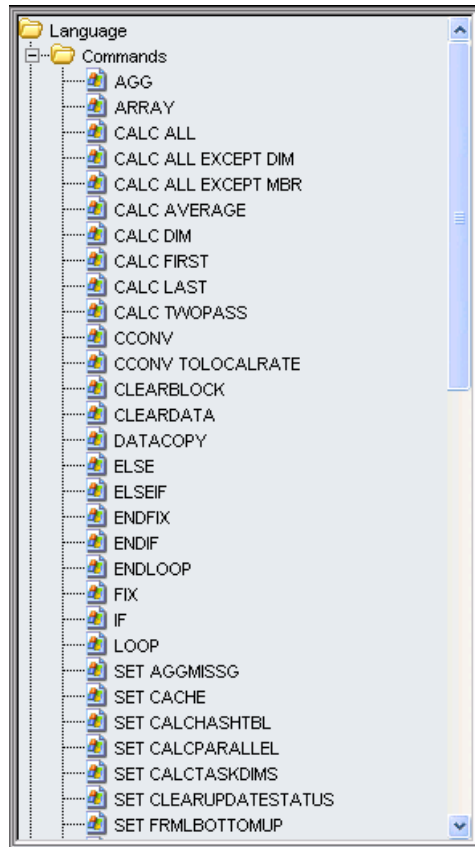 Language
Commands
AGG
ARRAY
CALC ALL
CALC ALL EXCEPT DIM
CALC ALL EXCEPT MBR
CALC AVERAGE
CALC DIM
CALC FIRST
CALC LAST
CALC TWOPASS
CCONV
CCONV TOLOCALRATE
CLEARBLOCK
CLEARDATA
DATACOPY
ELSE
ELSEIF
ENDFIX
ENDIF
ENDLOOP
FIX
IF
LOOP
SET AGGMISSG
SET CACHE
SET CALCHASHTBL
SET CALCPARALLEL
SET CALCTASKDIMS
SET CLEARUPDATESTATUS
SET FRMLBOTTOMUP